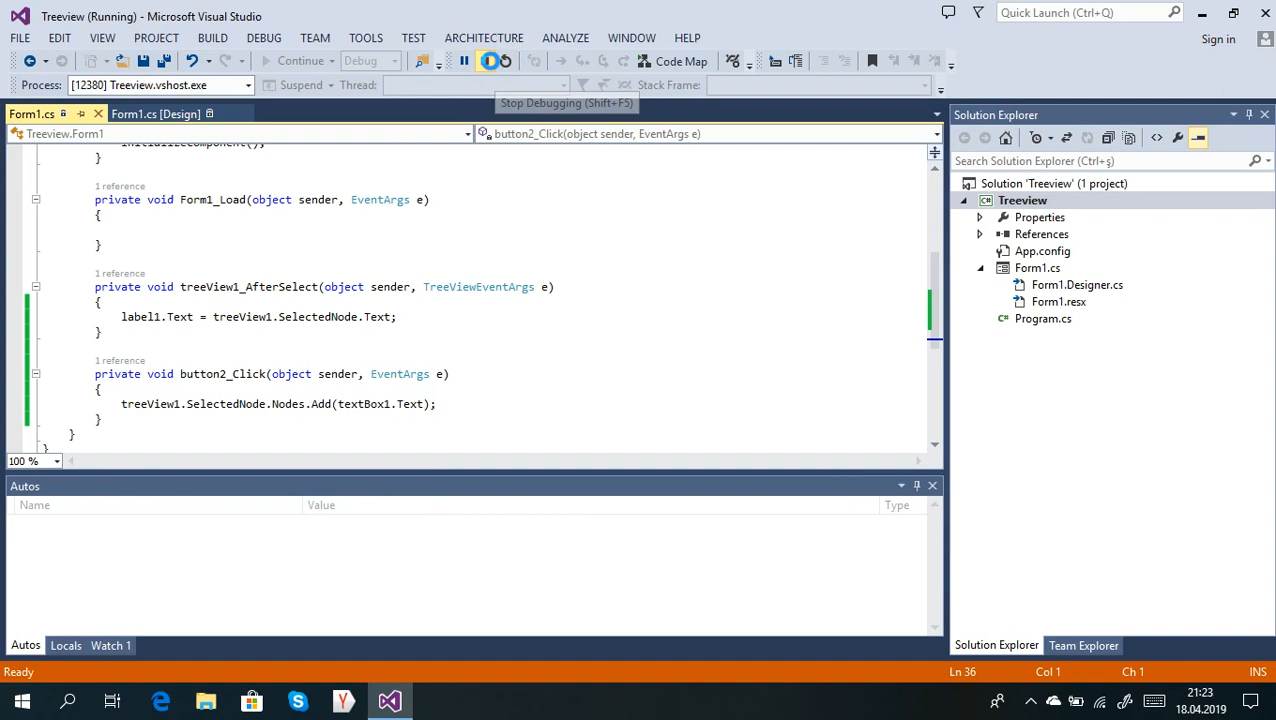 Treeview (Running) - Microsoft Visual Studio
Quick Launch (Ctrl+Q)
FILE EDIT VIEW PROJECT BUILD DEBUG TEAM TOOLS TEST ARCHITECTURE ANALYZE WINDOW HELP
Sign in
Continue Debug Code Map
Process: [12380] Treeview.vshost.exe Suspend Thread: Stack Frame:
Stop Debugging (Shift+F5)
Form1.cs Form1.cs [Design]
Treeview.Form1 button2_Click(object sender, EventArgs e)
InitializeComponent();
}
1 reference
private void Form1_Load(object sender, EventArgs e)
{
}
1 reference
private void treeView1_AfterSelect(object sender, TreeViewEventArgs e)
{
label1.Text = treeView1.SelectedNode.Text;
}
1 reference
private void button2_Click(object sender, EventArgs e)
{
treeView1.SelectedNode.Nodes.Add(textBox1.Text);
}
}
}
100 %
Autos
Name Value Type
Autos Locals Watch 1
Solution Explorer
Search Solution Explorer (Ctrl+ş)
Solution 'Treeview' (1 project)
C# Treeview
Properties
References
App.config
Form1.cs
Form1.Designer.cs
Form1.resx
C# Program.cs
Solution Explorer Team Explorer
Ready Ln 36 Col 1 Ch 1 INS
21:23
18.04.2019